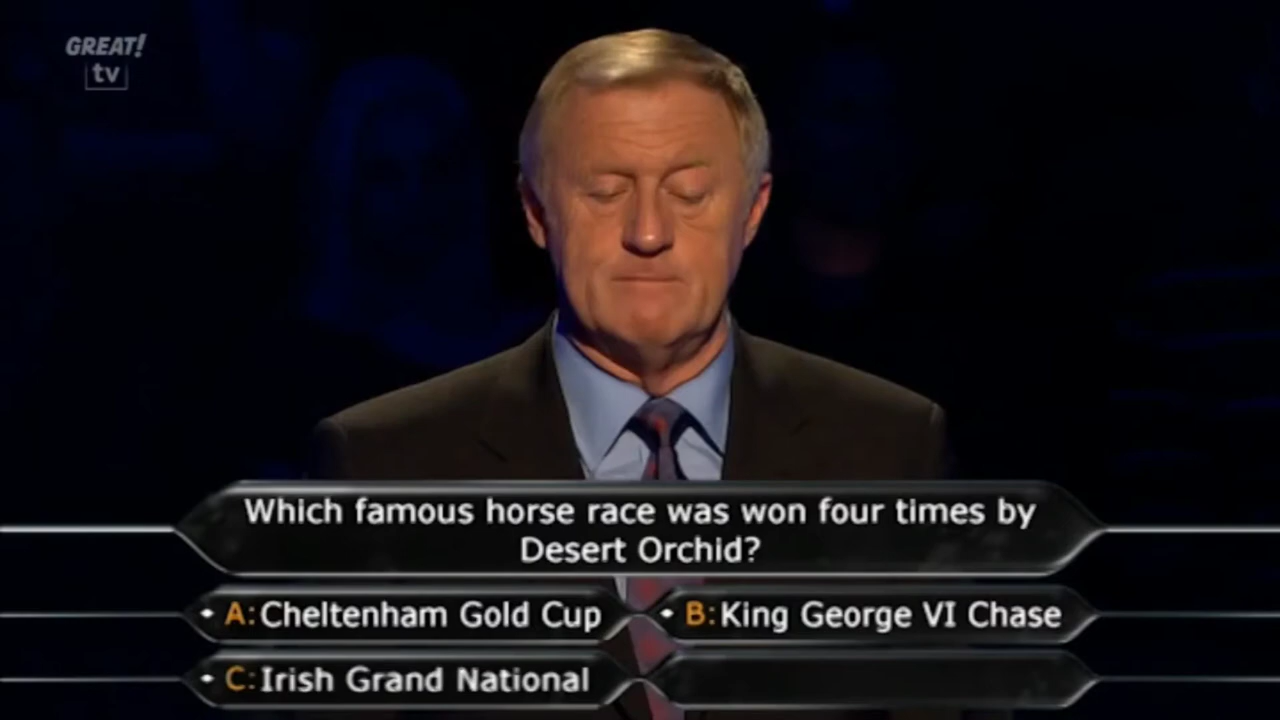 GREAT!
tv
Which famous horse race was won four times by
Desert Orchid?
A: Cheltenham Gold Cup
B: King George VI Chase
C: Irish Grand National